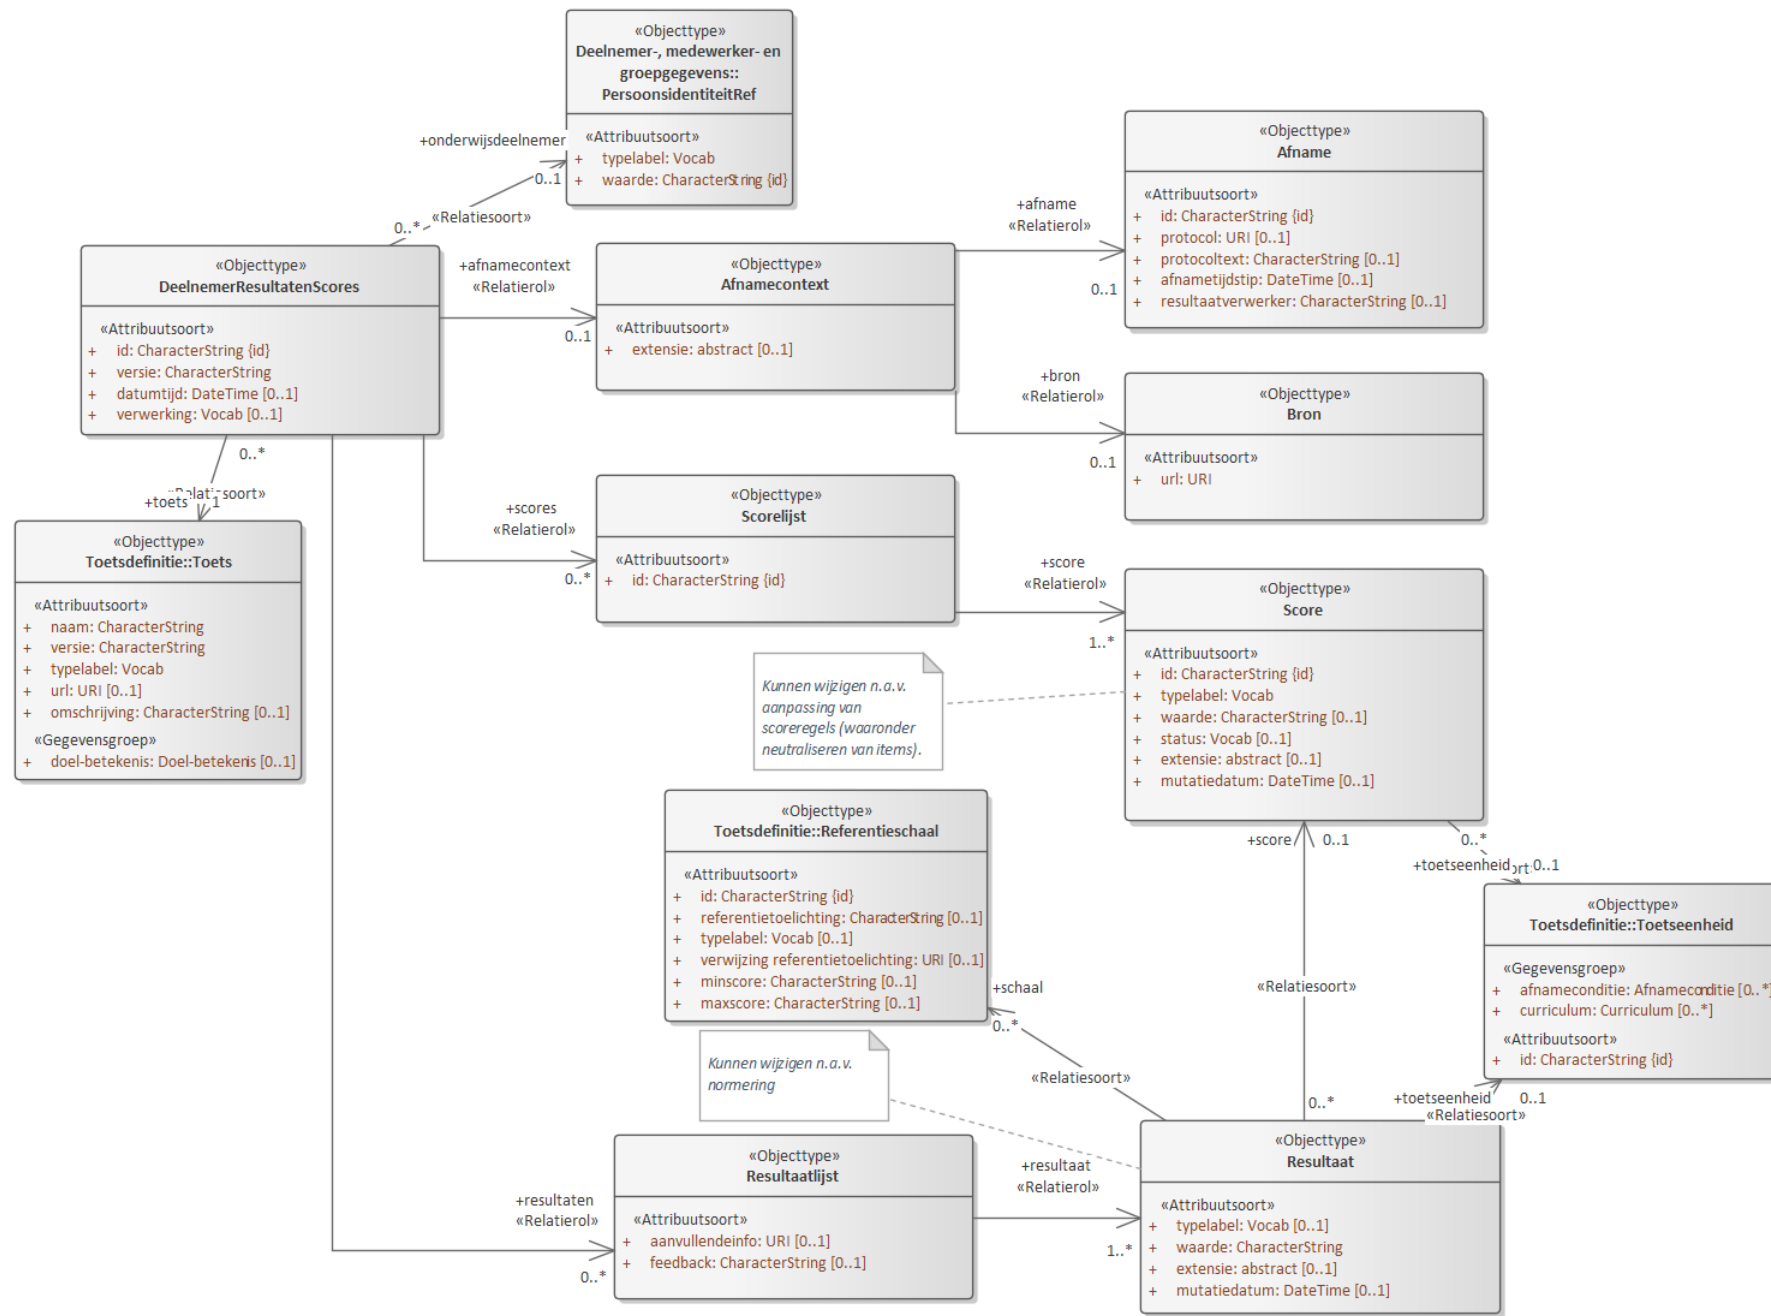 «Objecttype»
Deelnemer-, medewerker- en
groepgegevens::
PersoonsidentiteitRef
«Attribuutsoort»
+ typelabel: Vocab
+ waarde: CharacterString {id}
+onderwijsdeelnemer
0..1
«Relatiesoort»
0..*
«Objecttype»
DeelnemerResultatenScores
«Attribuutsoort»
+ id: CharacterString {id}
+ versie: CharacterString
+ datumtijd: DateTime [0..1]
+ verwerking: Vocab [0..1]
+afnamecontext
«Relatierol»
0..1
«Objecttype»
Afnamecontext
«Attribuutsoort»
+ extensie: abstract [0..1]
+afname
«Relatierol»
0..1
«Objecttype»
Afname
«Attribuutsoort»
+ id: CharacterString {id}
+ protocol: URI [0..1]
+ protocoltext: CharacterString [0..1]
+ afnametijdstip: DateTime [0..1]
+ resultaatverwerker: CharacterString [0..1]
+bron
«Relatierol»
0..1
«Objecttype»
Bron
«Attribuutsoort»
+ url: URI
0..*
«Relatiesoort»
+toets 1
«Objecttype»
Toetsdefinitie::Toets
«Attribuutsoort»
+ naam: CharacterString
+ versie: CharacterString
+ typelabel: Vocab
+ url: URI [0..1]
+ omschrijving: CharacterString [0..1]
«Gegevensgroep»
+ doel-betekenis: Doel-betekenis [0..1]
+scores
«Relatierol»
0..*
«Objecttype»
Scorelijst
«Attribuutsoort»
+ id: CharacterString {id}
+score
«Relatierol»
1..*
«Objecttype»
Score
«Attribuutsoort»
+ id: CharacterString {id}
+ typelabel: Vocab
+ waarde: CharacterString [0..1]
+ status: Vocab [0..1]
+ extensie: abstract [0..1]
+ mutatiedatum: DateTime [0..1]
Kunnen wijzigen n.a.v.
aanpassing van
scoreregels (waaronder
neutraliseren van items).
«Objecttype»
Toetsdefinitie::Referentieschaal
«Attribuutsoort»
+ id: CharacterString {id}
+ referentietoelichting: CharacterString [0..1]
+ typelabel: Vocab [0..1]
+ verwijzing referentietoelichting: URI [0..1]
+ minscore: CharacterString [0..1]
+ maxscore: CharacterString [0..1]
+score 0..1
0..*
+toetseenheid 0..1
«Objecttype»
Toetsdefinitie::Toetseenheid
«Gegevensgroep»
+ afnameconditie: Afnameconditie [0..*]
+ curriculum: Curriculum [0..*]
«Attribuutsoort»
+ id: CharacterString {id}
+schaal
0..*
«Relatiesoort»
«Relatiesoort»
0..*
+toetseenheid 0..1
«Relatiesoort»
Kunnen wijzigen n.a.v.
normering
+resultaten
«Relatierol»
0..*
«Objecttype»
Resultaatlijst
«Attribuutsoort»
+ aanvullendeinfo: URI [0..1]
+ feedback: CharacterString [0..1]
+resultaat
«Relatierol»
1..*
«Objecttype»
Resultaat
«Attribuutsoort»
+ typelabel: Vocab [0..1]
+ waarde: CharacterString
+ extensie: abstract [0..1]
+ mutatiedatum: DateTime [0..1]